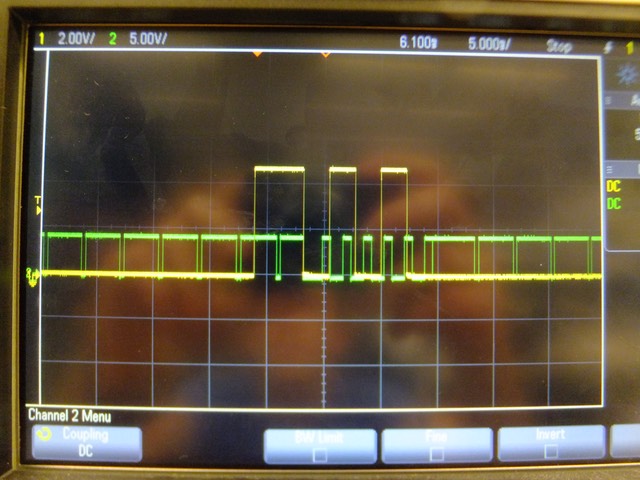 1 2.00V/ 2 5.00V/ 6.100s 5.000s/ Stop
T
DC
DC
Channel 2 Menu
Coupling
DC
BW Limit
Fine
Invert